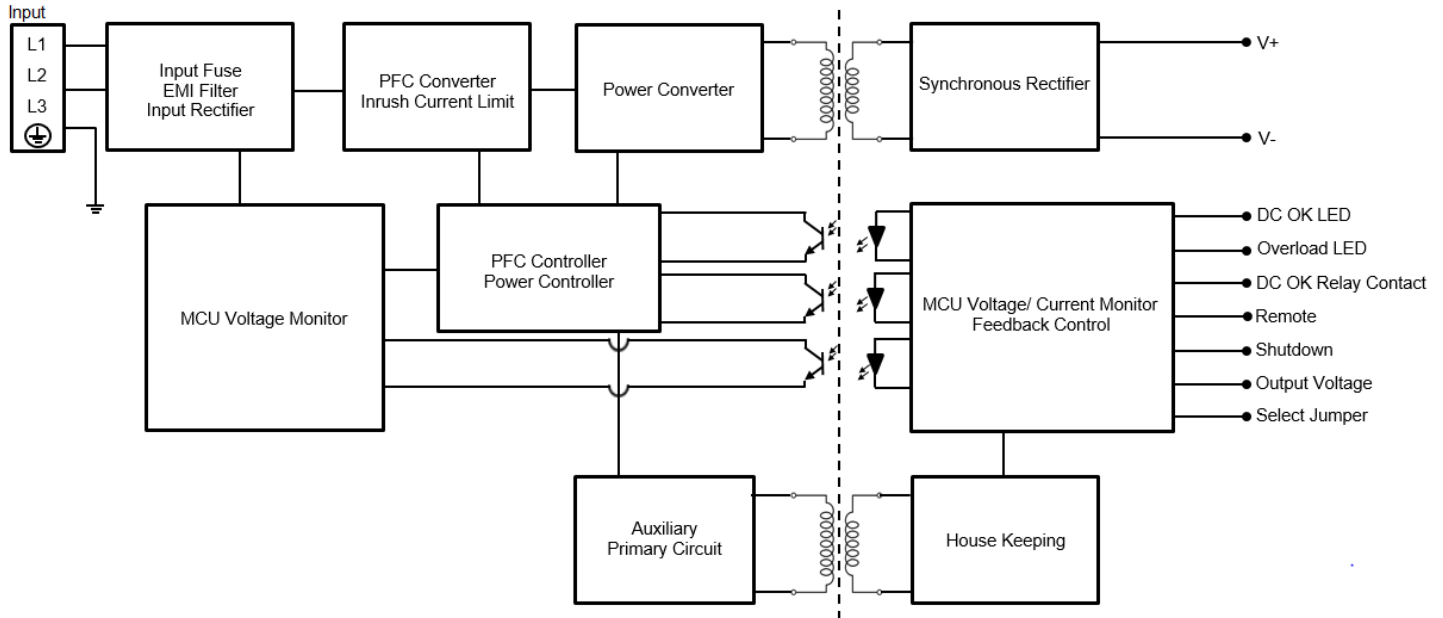 Input
L1
L2
L3
Input Fuse
EMI Filter
Input Rectifier
PFC Converter
Inrush Current Limit
Power Converter
Synchronous Rectifier
V+
V-
MCU Voltage Monitor
PFC Controller
Power Controller
MCU Voltage/ Current Monitor
Feedback Control
DC OK LED
Overload LED
DC OK Relay Contact
Remote
Shutdown
Output Voltage
Select Jumper
Auxiliary
Primary Circuit
House Keeping